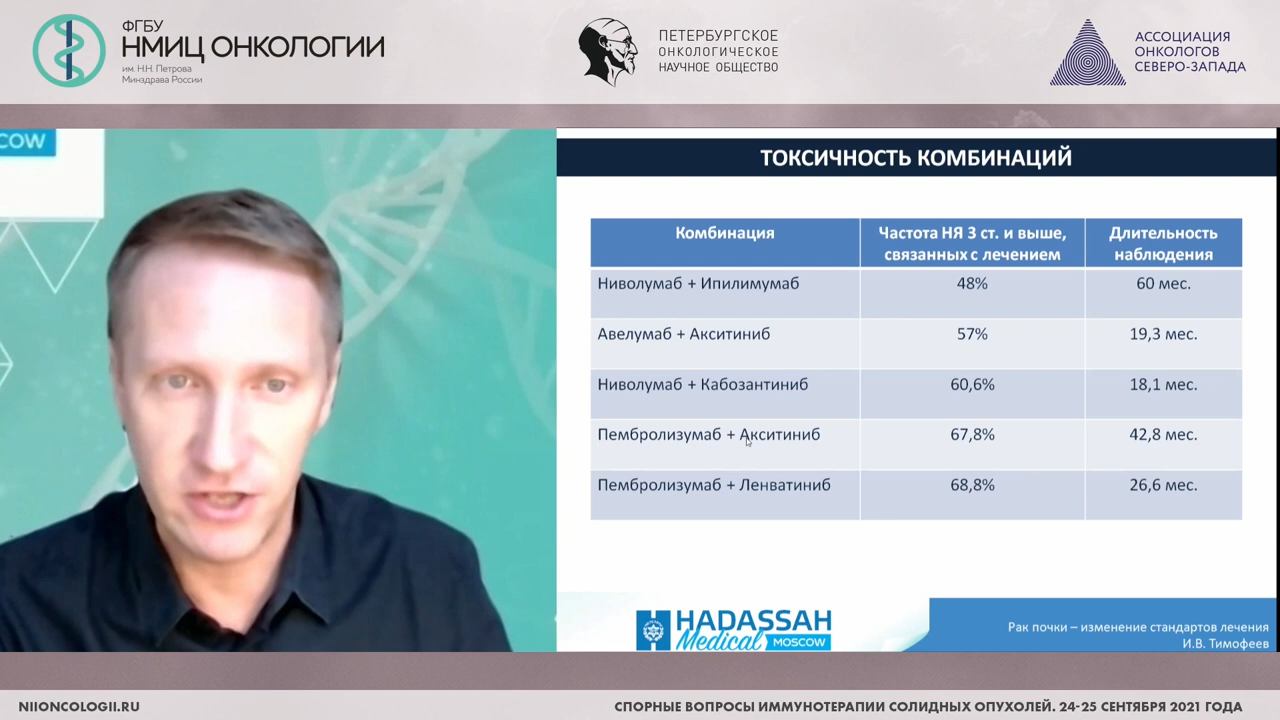 ФГБУ
НМИЦ ОНКОЛОГИИ
им. Н.Н. Петрова
Минздрава России
ПЕТЕРБУРГСКОЕ
ОНКОЛОГИЧЕСКОЕ
НАУЧНОЕ ОБЩЕСТВО
АССОЦИАЦИЯ
ОНКОЛОГОВ
СЕВЕРО-ЗАПАДА
COW
ТОКСИЧНОСТЬ КОМБИНАЦИЙ
Комбинация
Частота НЯ 3 ст. и выше,
связанных с лечением
Длительность
наблюдения
Ниволумаб + Ипилимумаб 48% 60 мес.
Авелумаб + Акситиниб 57% 19,3 мес.
Ниволумаб + Кабозантиниб 60,6% 18,1 мес.
Пембролизумаб + Акситиниб 67,8% 42,8 мес.
Пембролизумаб + Ленватиниб 68,8% 26,6 мес.
HADASSAH
Medical MOSCOW
Рак почки – изменение стандартов лечения
И.В. Тимофеев
NIIONCOLOGII.RU
СПОРНЫЕ ВОПРОСЫ ИММУНОТЕРАПИИ СОЛИДНЫХ ОПУХОЛЕЙ. 24-25 СЕНТЯБРЯ 2021 ГОДА